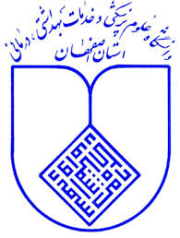 دانشگاه علوم پزشکی و خدمات بهداشتی، درمانی
استان اصفهان